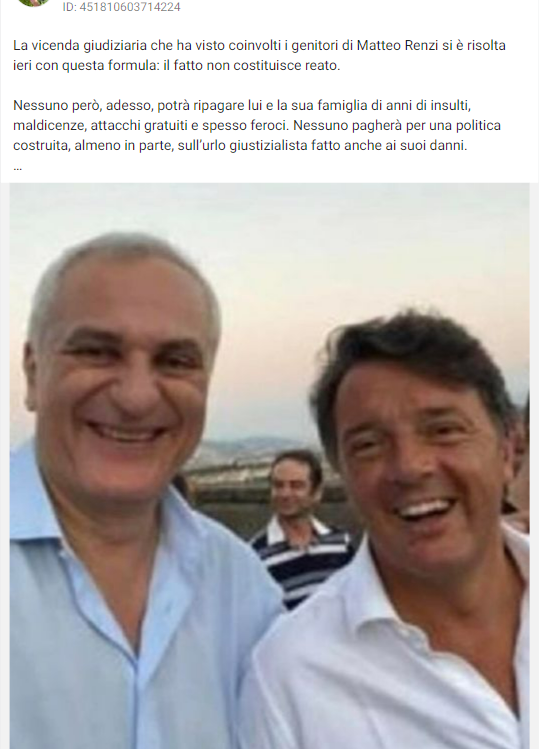 ID: 451810603714224
La vicenda giudiziaria che ha visto coinvolti i genitori di Matteo Renzi si è risolta
ieri con questa formula: il fatto non costituisce reato.
Nessuno però, adesso, potrà ripagare lui e la sua famiglia di anni di insulti,
maldicenze, attacchi gratuiti e spesso feroci. Nessuno pagherà per una politica
costruita, almeno in parte, sull’urlo giustizialista fatto anche ai suoi danni.
...